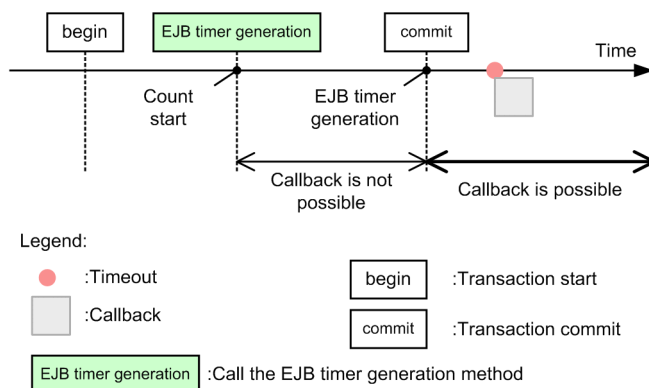 begin
EJB timer generation
commit
Time
Count
start
EJB timer
generation
Callback is not
possible
Callback is possible
Legend:
:Timeout
begin :Transaction start
:Callback
commit :Transaction commit
EJB timer generation :Call the EJB timer generation method